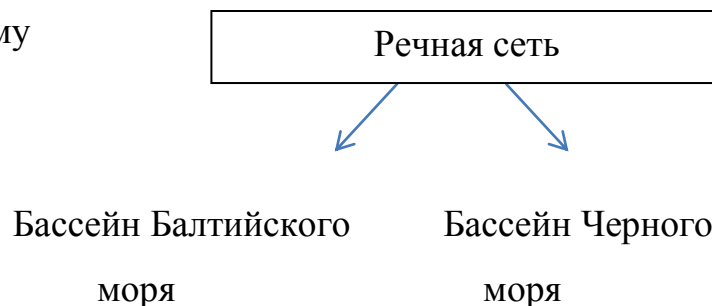 му
Речная сеть
Бассейн Балтийского моря
Бассейн Черного моря